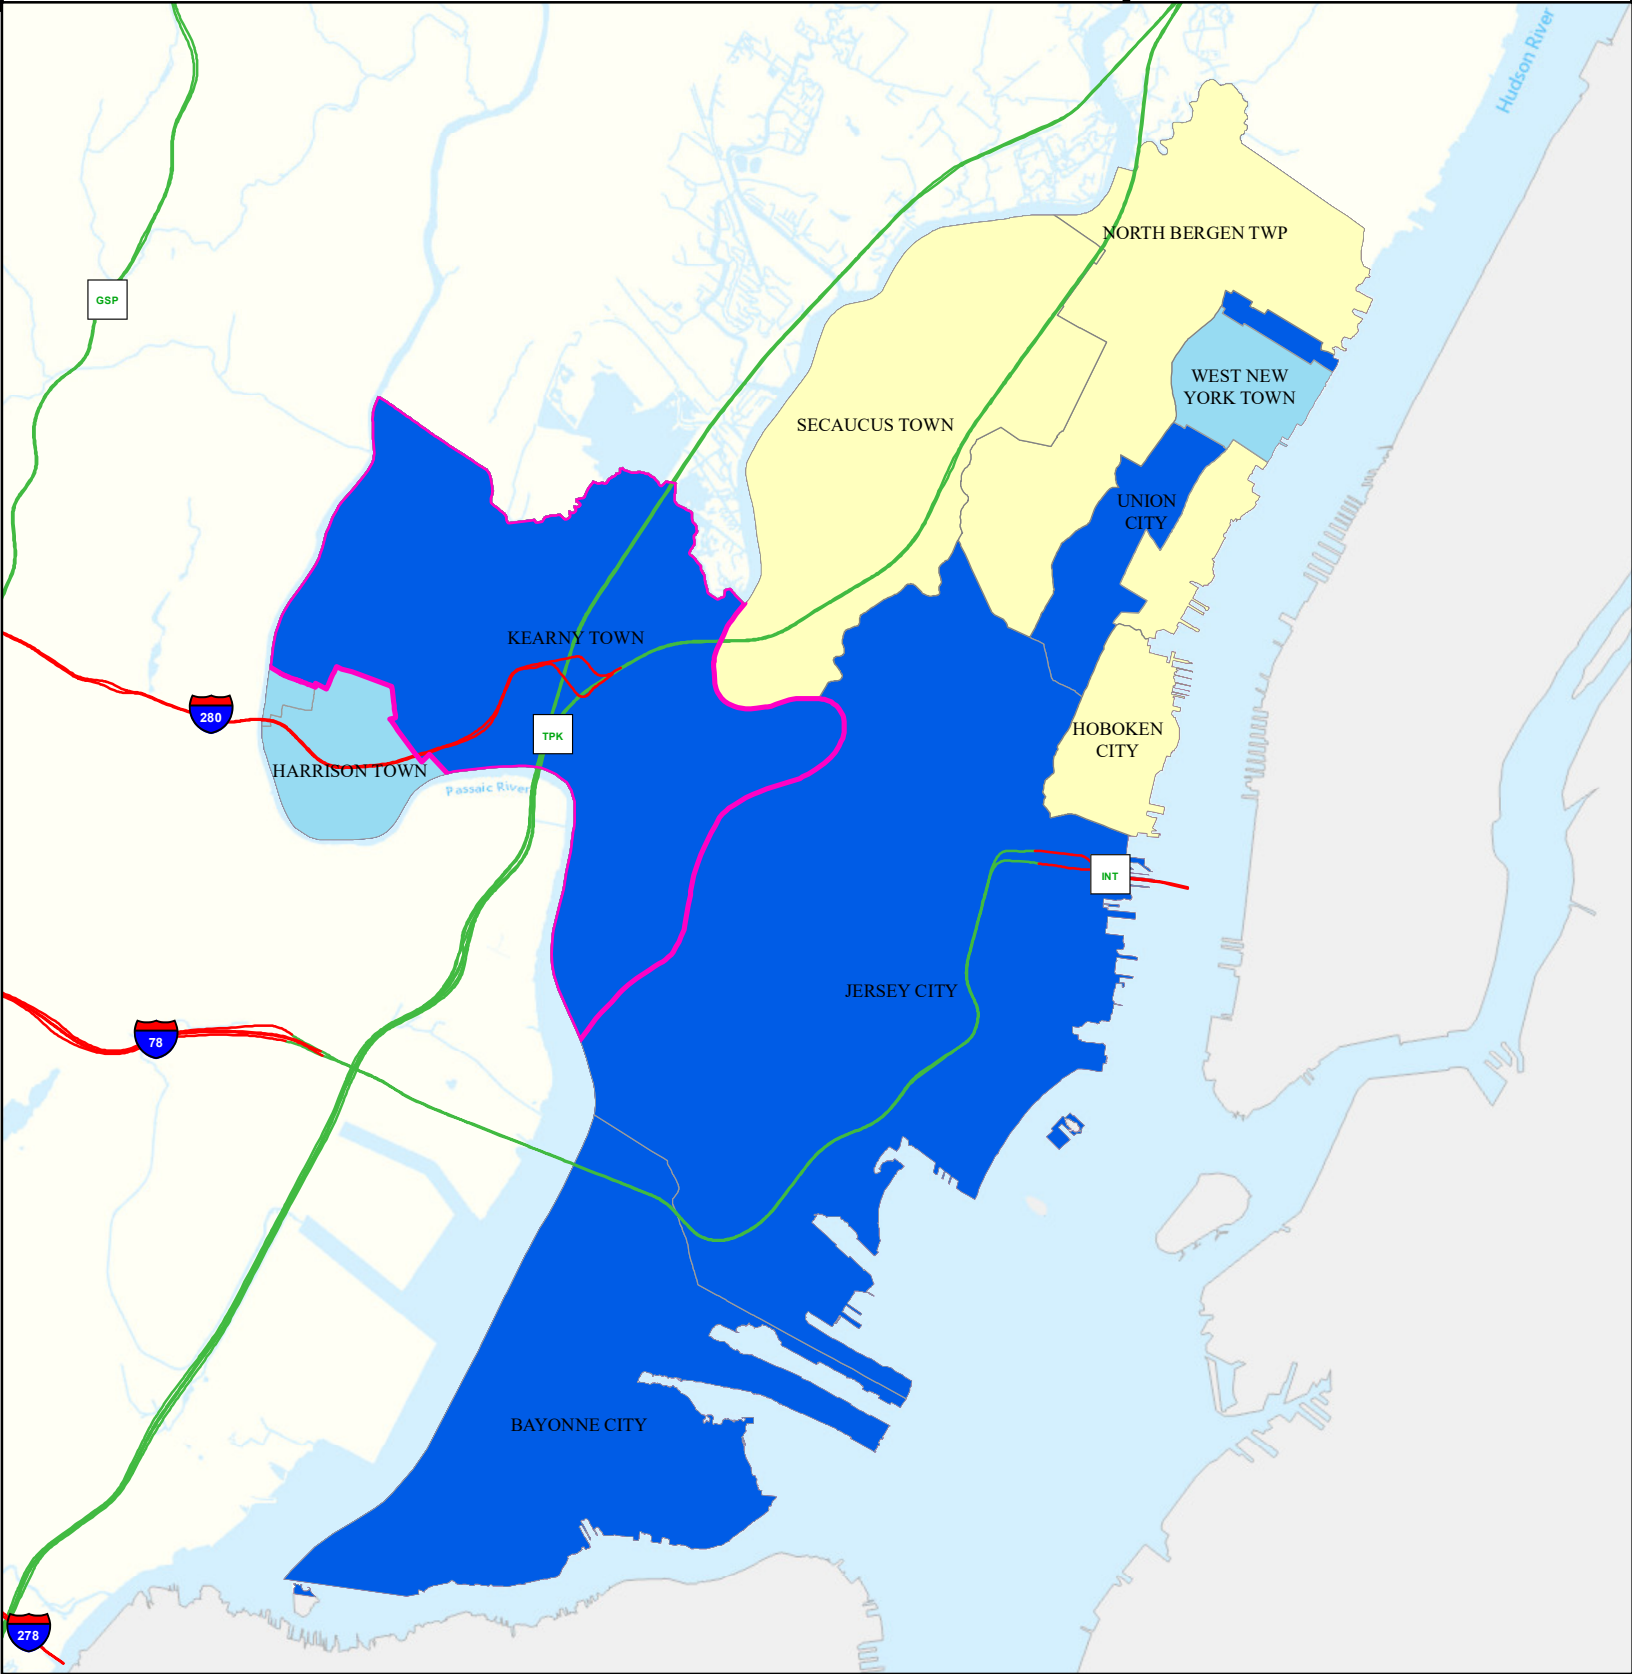 Hudson River
NORTH BERGEN TWP
GSP
WEST NEW
YORK TOWN
SECAUCUS TOWN
UNION
CITY
KEARNY TOWN
280
TPK
HOBOKEN
CITY
HARRISON TOWN
Passaic River
INT
JERSEY CITY
78
BAYONNE CITY
278